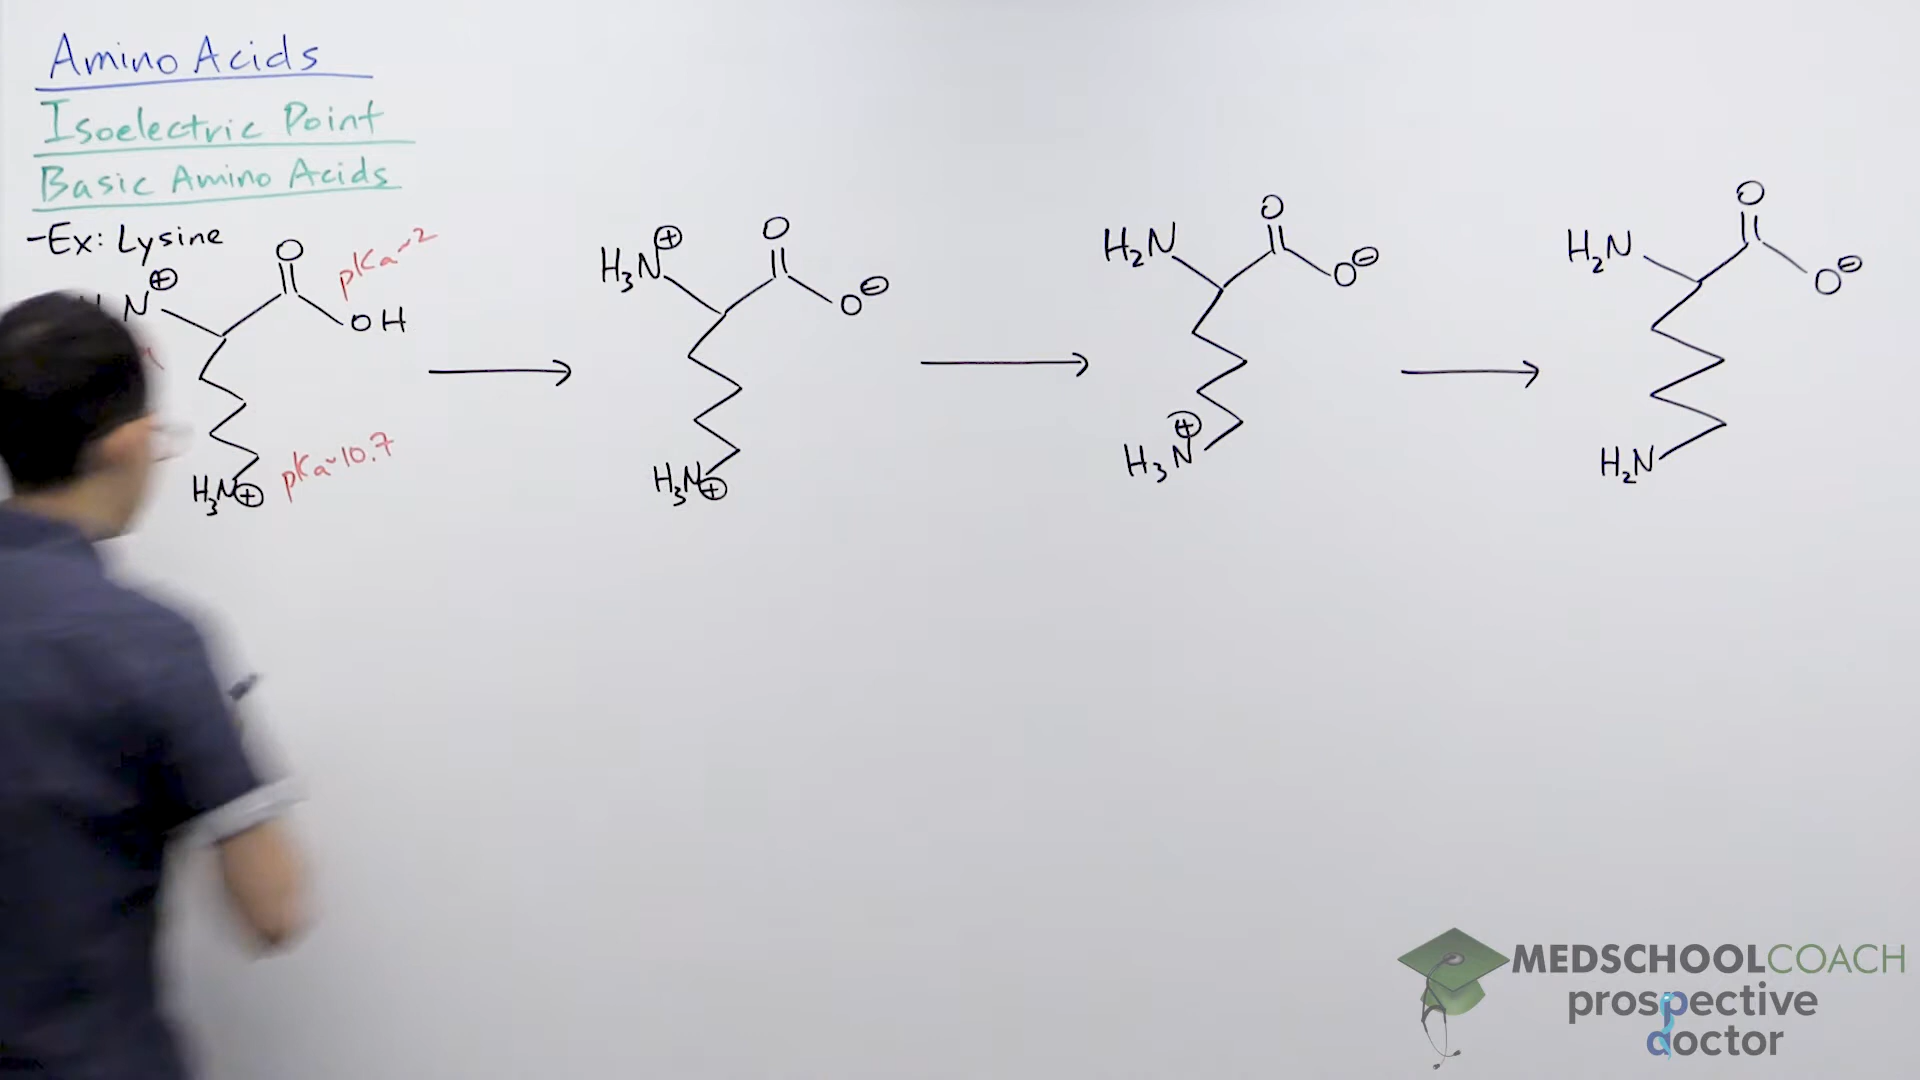 Amino Acids
Isoelectric Point
Basic Amino Acids
-Ex: Lysine
N⊕
O
OH
pKa~2
H₃N⊕
pKa~10.7
H₃N⊕
O
O⊖
H₃N⊕
H₂N
O
O⊖
H₃N⊕
H₂N
O
O⊖
H₂N
MEDSCHOOLCOACH
prospective
doctor